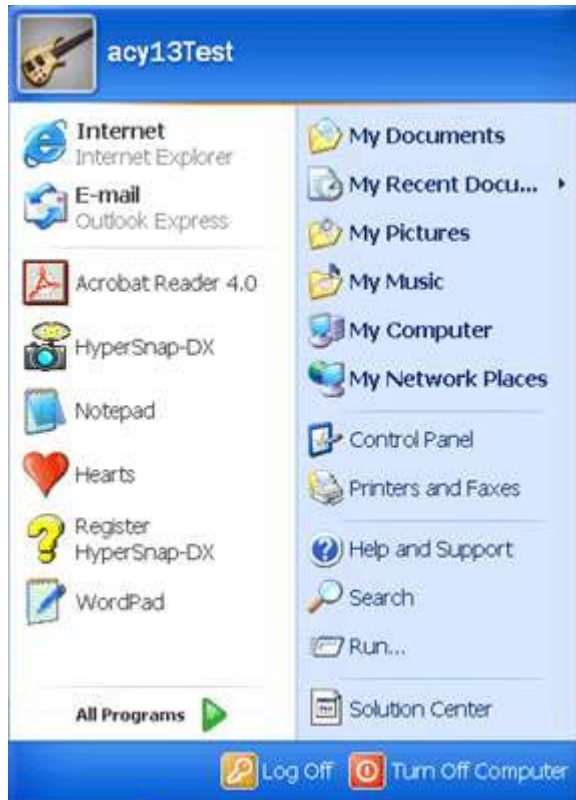 acy13Test
Internet
Internet Explorer
E-mail
Outlook Express
Acrobat Reader 4.0
HyperSnap-DX
Notepad
Hearts
Register
HyperSnap-DX
WordPad
All Programs
My Documents
My Recent Docu...
My Pictures
My Music
My Computer
My Network Places
Control Panel
Printers and Faxes
Help and Support
Search
Run...
Solution Center
Log Off
Turn Off Computer